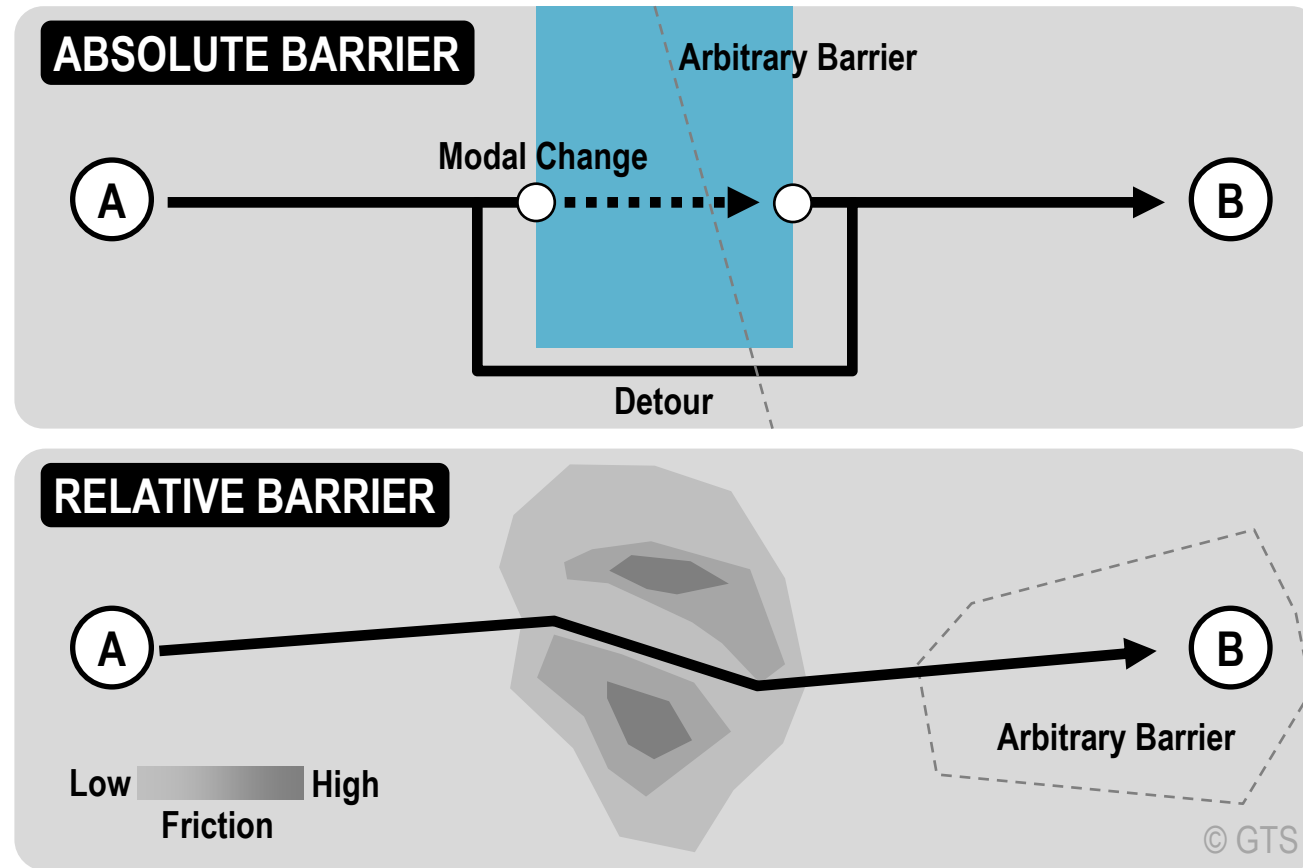 ABSOLUTE BARRIER
Arbitrary Barrier
Modal Change
A
B
Detour
RELATIVE BARRIER
A
B
Arbitrary Barrier
Low
High
Friction
© GTS